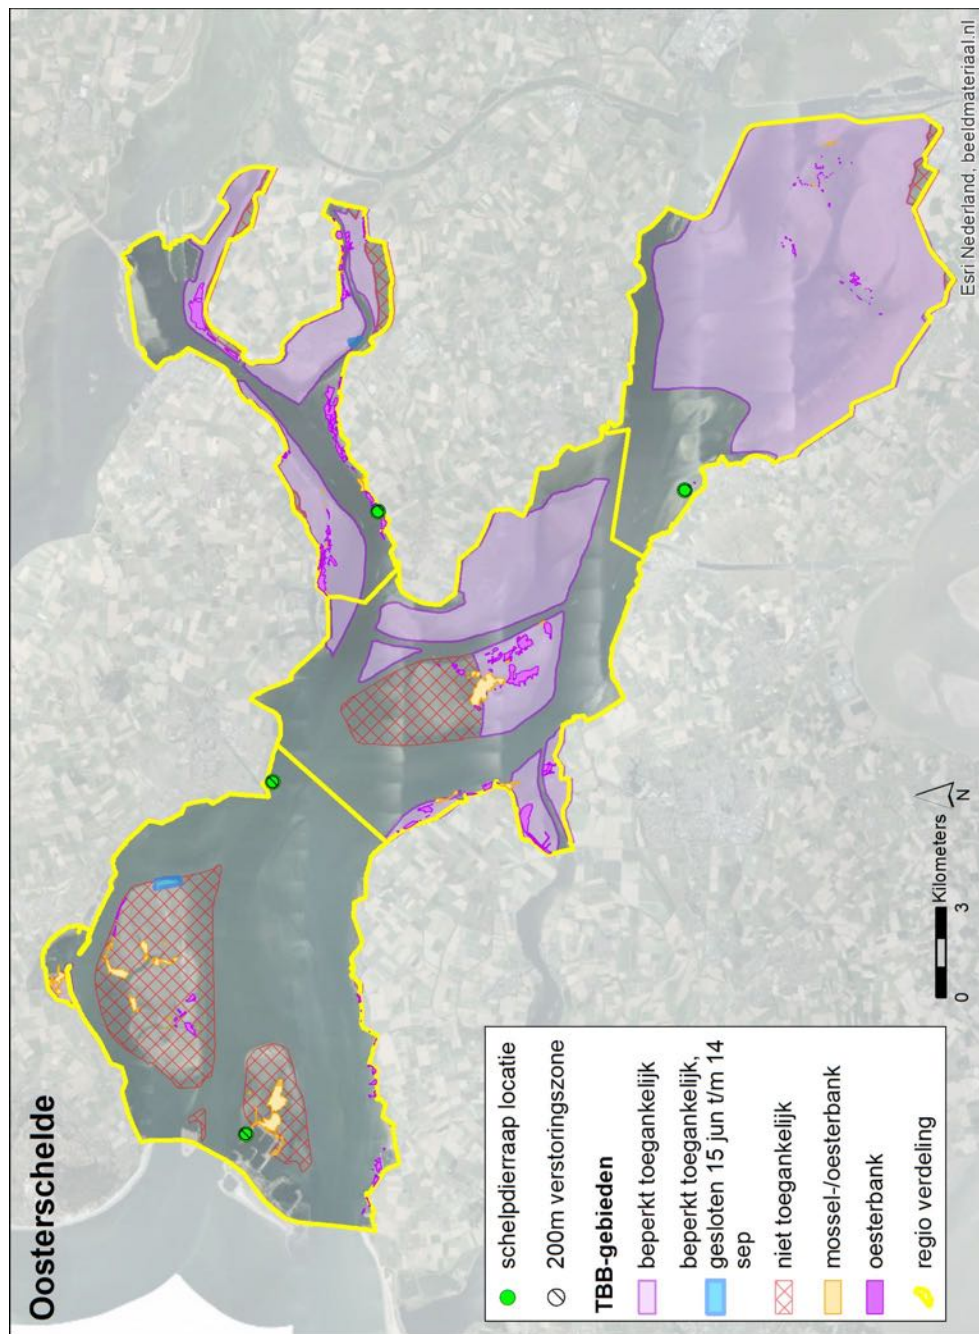 Oosterschelde
schelpdierraap locatie
200m verstoringszone
TBB-gebieden
beperkt toegankelijk
beperkt toegankelijk,
gesloten 15 jun t/m 14
sep
niet toegankelijk
mossel-/oesterbank
oesterbank
regio verdeling
0 3
Kilometers
N
Esri Nederland, beeldmateriaal.nl